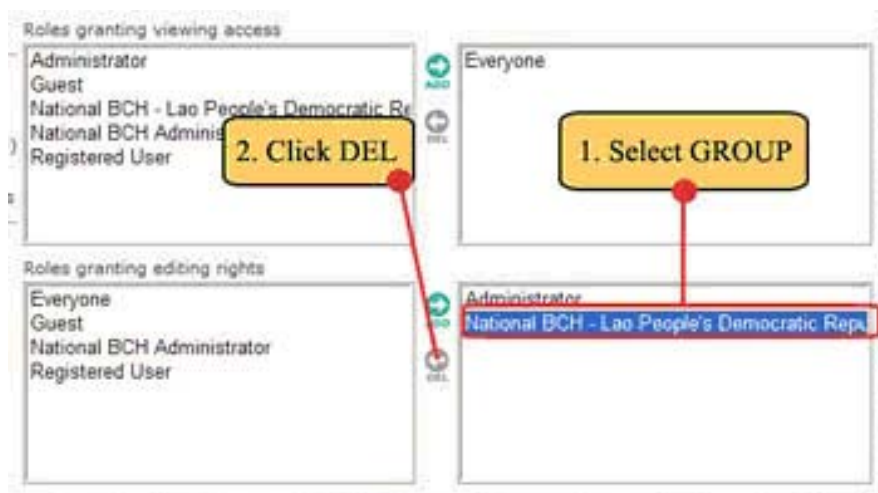 Roles granting viewing access
Administrator
Guest
National BCH - Lao People's Democratic Re
National BCH Adminis
Registered User
ADD
DEL
Everyone
2. Click DEL
1. Select GROUP
Roles granting editing rights
Everyone
Guest
National BCH Administrator
Registered User
DEL
Administrator
National BCH - Lao People's Democratic Repu